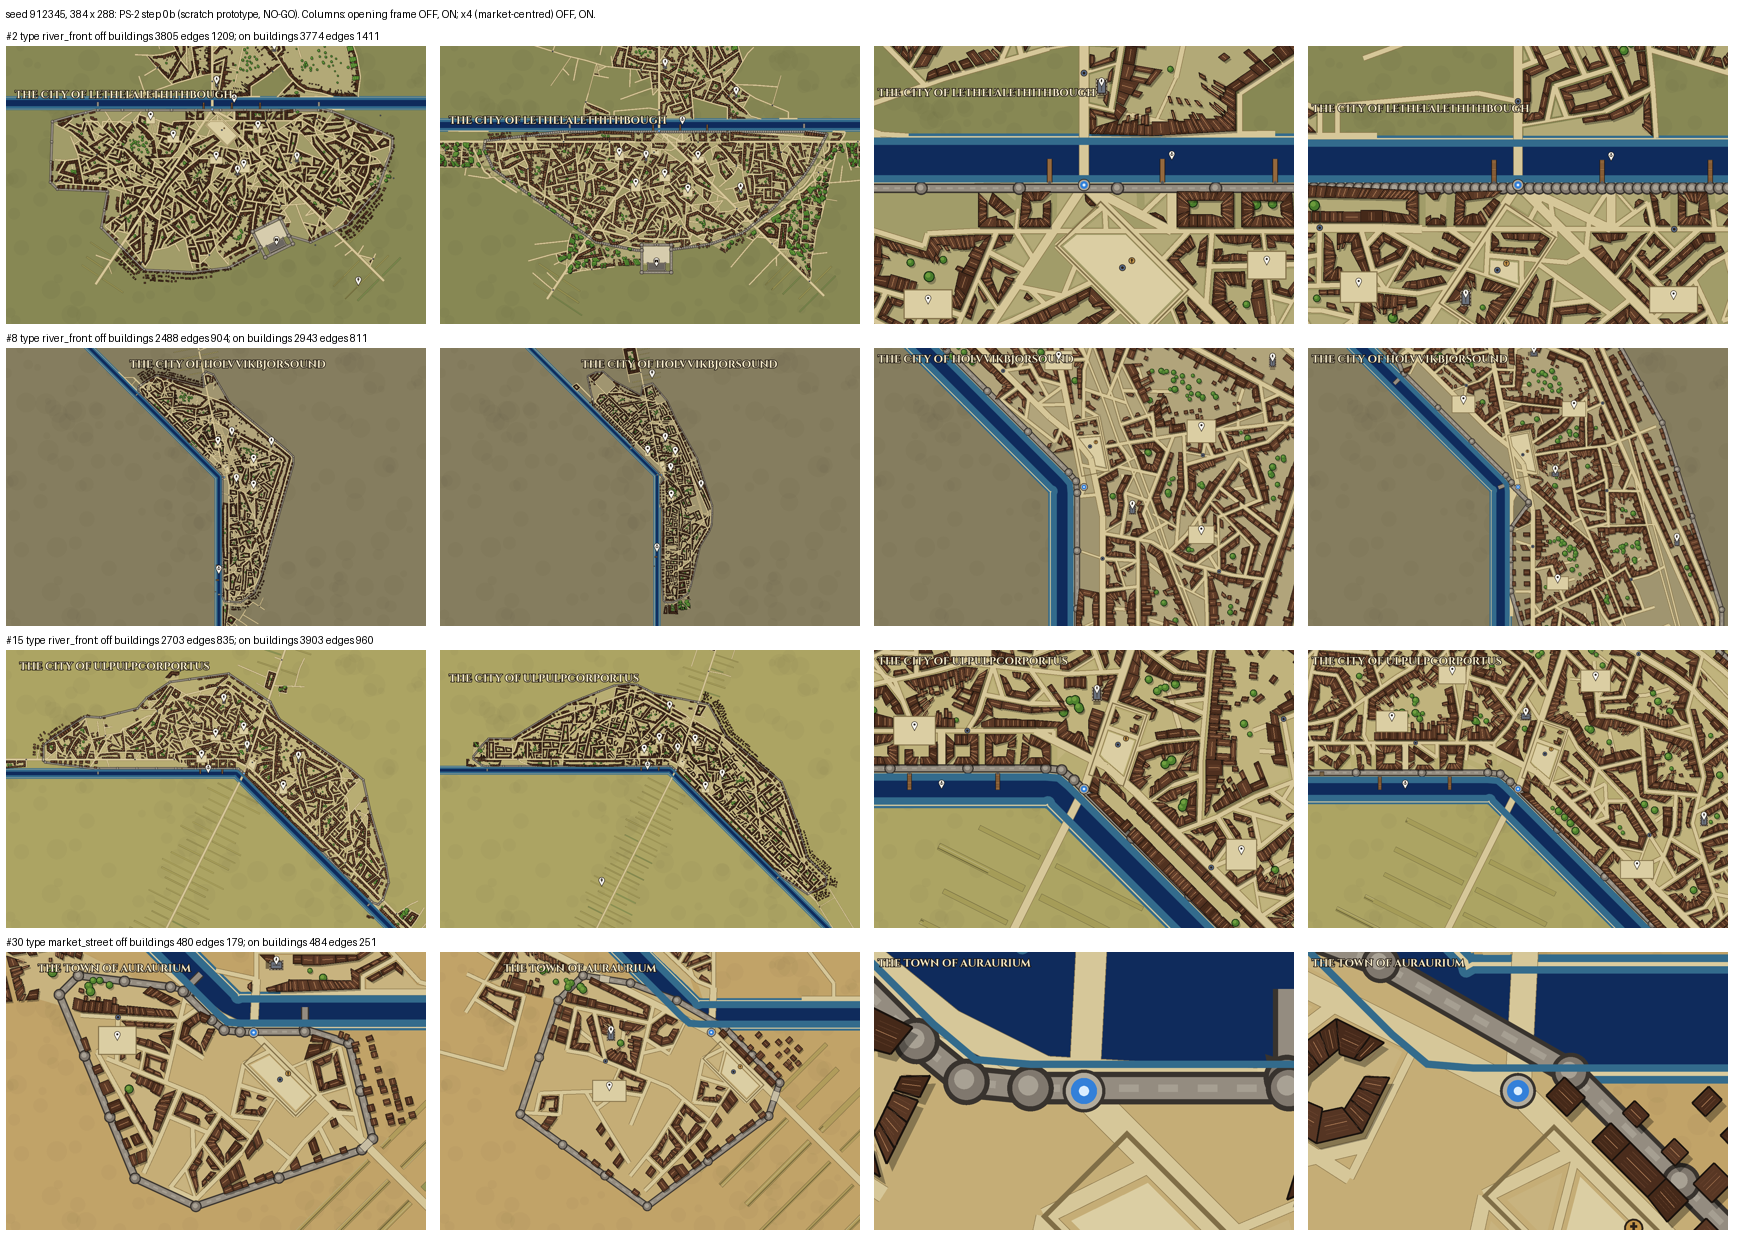 seed 912345, 384 x 288: PS-2 step 0b (scratch prototype, NO-GO). Columns: opening frame OFF, ON; x4 (market-centred) OFF, ON.
#2 type river_front: off buildings 3805 edges 1209; on buildings 3774 edges 1411
THE CITY OF LETHELALETHITHBOUGH
THE CITY OF LETHELALETHITHBOUGH
THE CITY OF LETHELALETHITHBOUGH
THE CITY OF LETHELALETHITHBOUGH
#8 type river_front: off buildings 2488 edges 904; on buildings 2943 edges 811
THE CITY OF HOLVVIKBJORSOUND
THE CITY OF HOLVVIKBJORSOUND
THE CITY OF HOLVVIKBJORSOUND
THE CITY OF HOLVVIKBJORSOUND
#15 type river_front: off buildings 2703 edges 835; on buildings 3903 edges 960
THE CITY OF ULPULPCORPORTUS
THE CITY OF ULPULPCORPORTUS
THE CITY OF ULPULPCORPORTUS
THE CITY OF ULPULPCORPORTUS
#30 type market_street: off buildings 480 edges 179; on buildings 484 edges 251
THE TOWN OF AURAURIUM
THE TOWN OF AURAURIUM
THE TOWN OF AURAURIUM
THE TOWN OF AURAURIUM